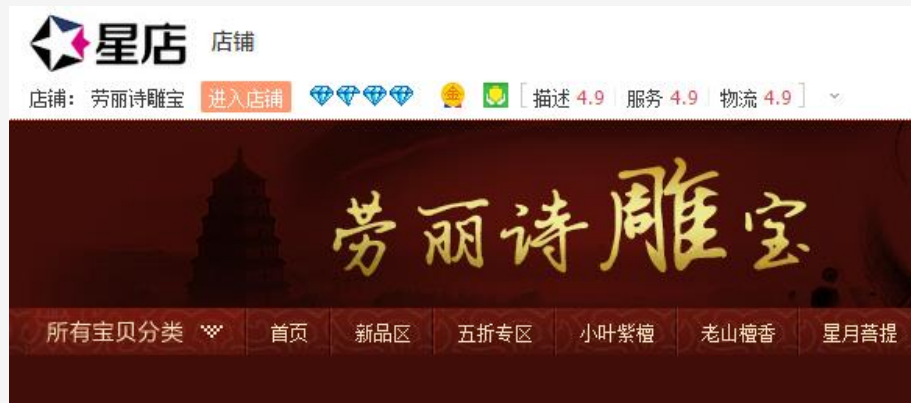 星店 店铺
店铺： 劳丽诗雕宝 进入店铺 金 [ 描述 4.9 服务 4.9 物流 4.9 ]
劳丽诗雕宝
所有宝贝分类 首页 新品区 五折专区 小叶紫檀 老山檀香 星月菩提